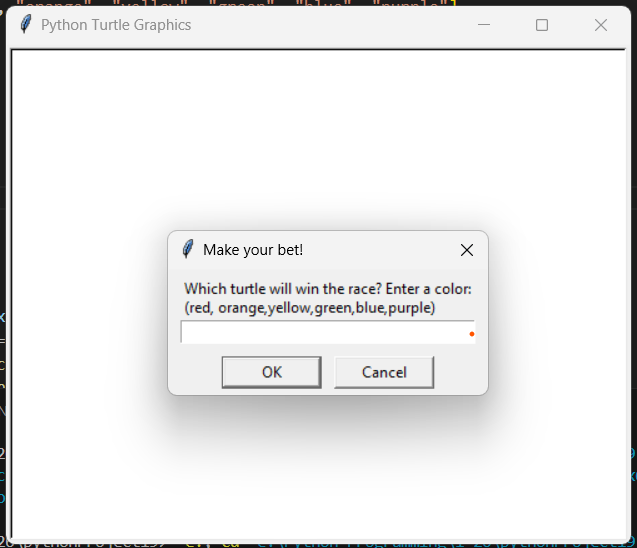 "orange", "yellow", "green", "blue", "purple"]
Python Turtle Graphics
Make your bet!
Which turtle will win the race? Enter a color:
(red, orange,yellow,green,blue,purple)
OK
Cancel